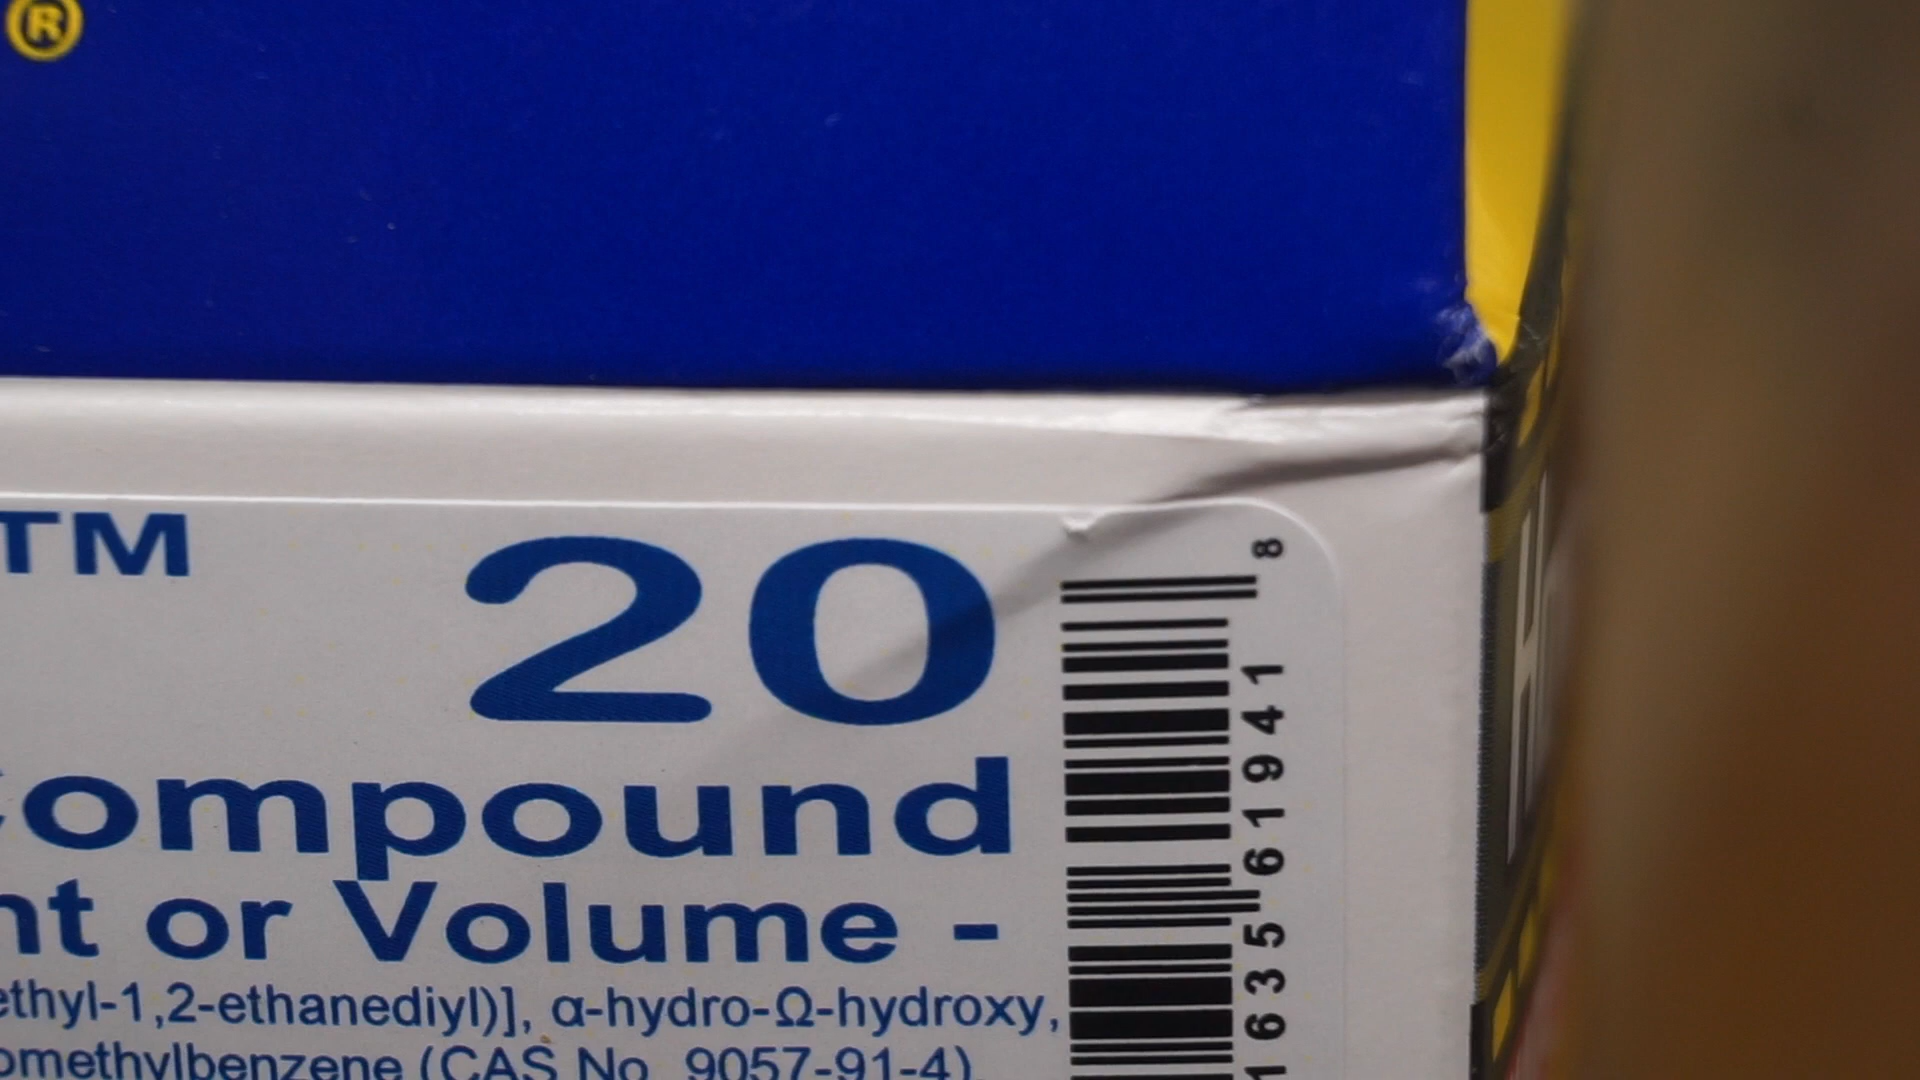 ®
TM 20
ompound
nt or Volume -
ethyl-1,2-ethanediyl)], α-hydro-Ω-hydroxy,
omethylbenzene (CAS No. 9057-91-4)
1635 61941 8